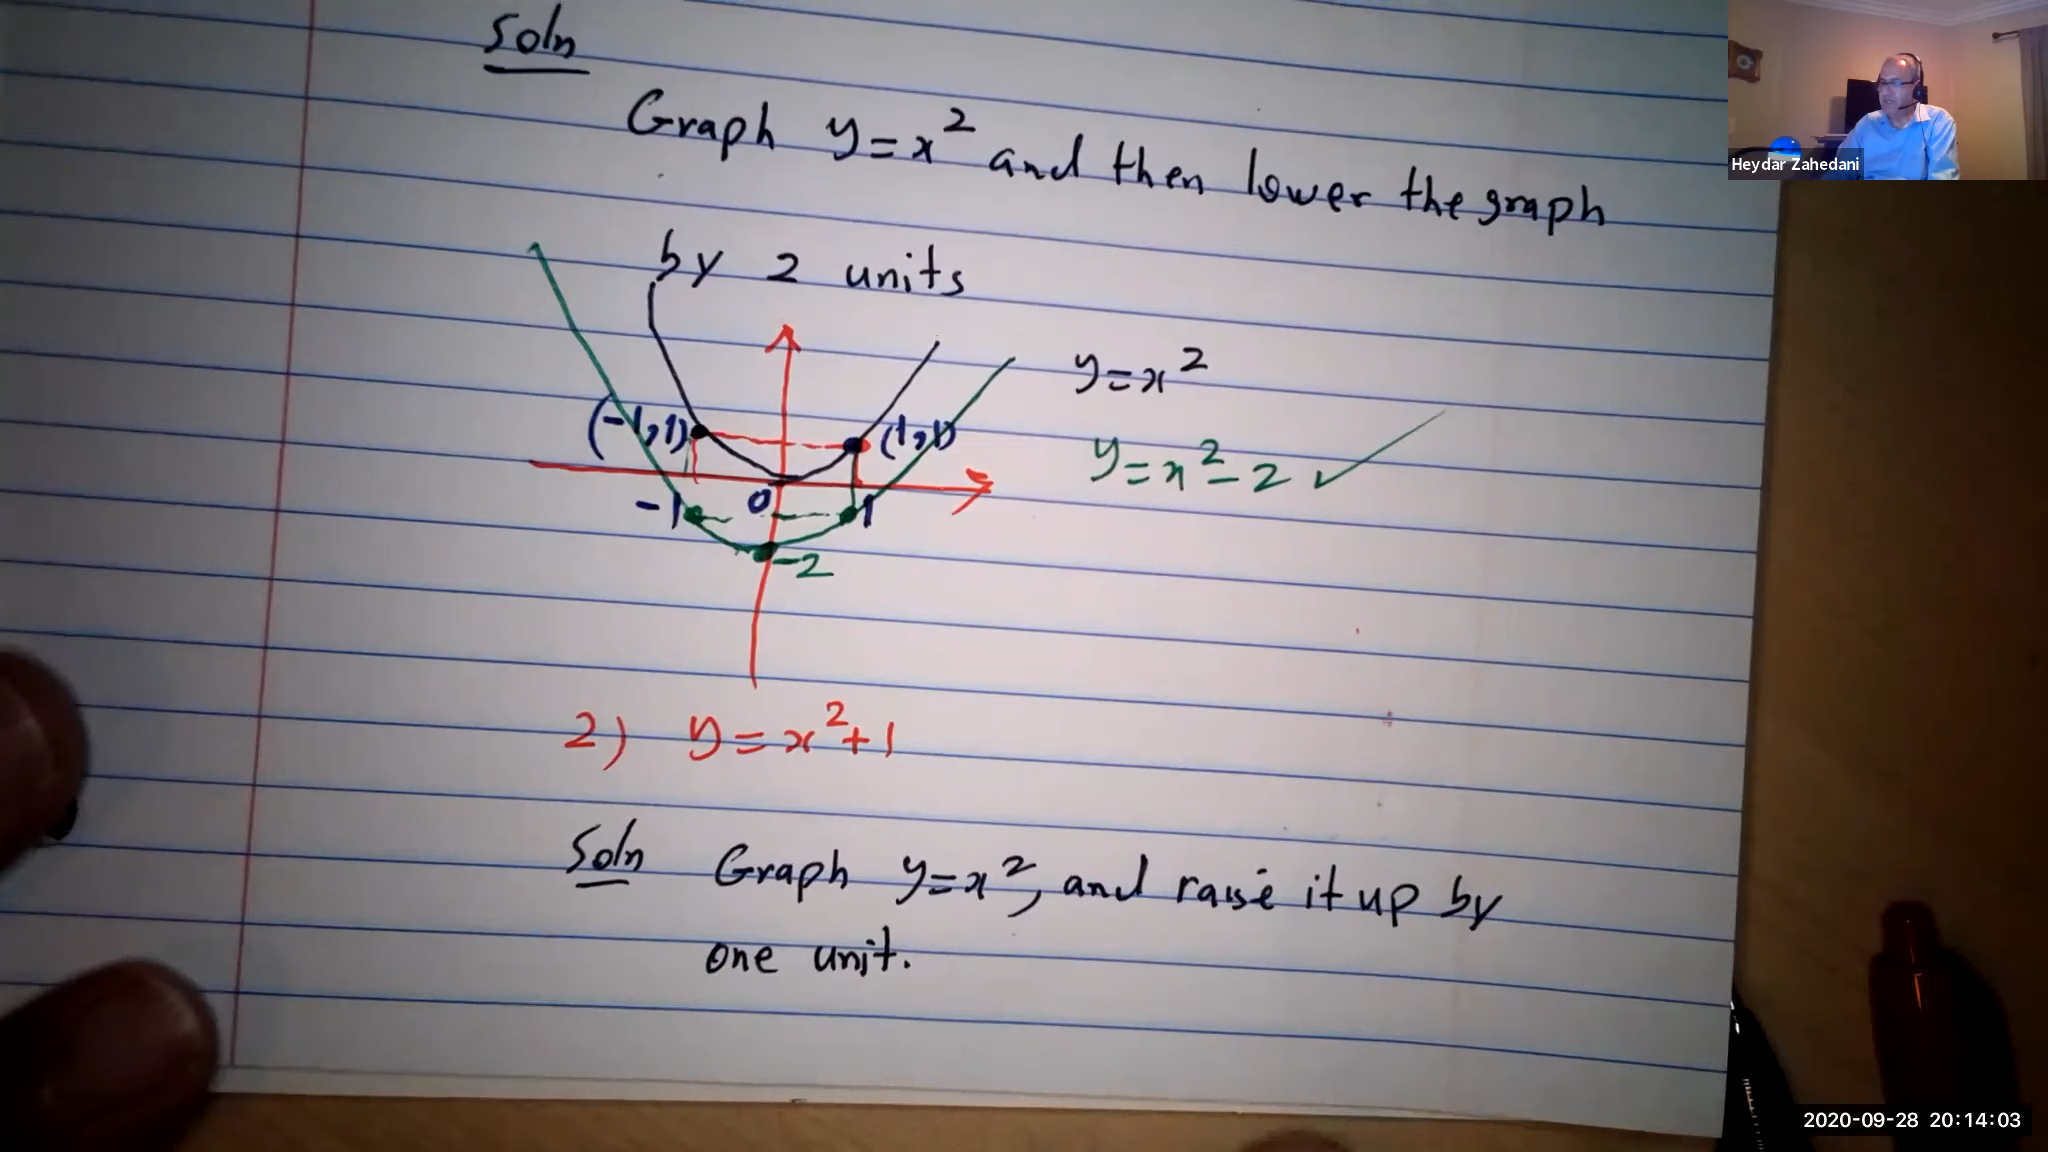 Soln
Graph y=x² and then lower the graph
by 2 units
y=x²
(-1,1) (1,1)
y=x²-2 ✓
-1 0 1
-2
2) y=x²+1
Soln Graph y=x², and raise it up by
one unit.
Heydar Zahedani
2020-09-28 20:14:03